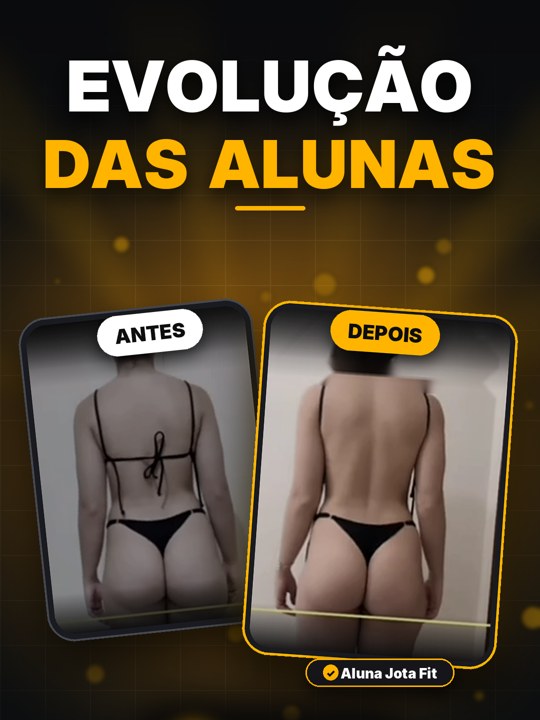 EVOLUÇÃO
DAS ALUNAS
ANTES
DEPOIS
Aluna Jota Fit